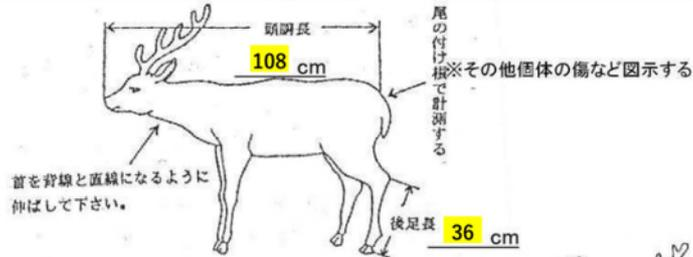 頭胴長
108 cm
尾の付け根で計測する
※その他個体の傷など図示する
首を背線と直線になるように
伸ばして下さい。
後足長 36 cm